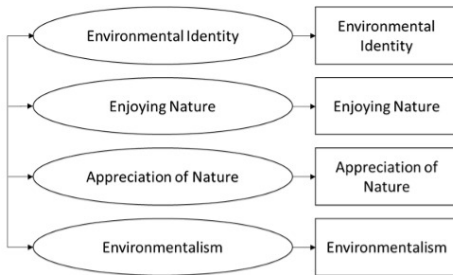 Environmental Identity
Environmental
Identity
Enjoying Nature
Enjoying Nature
Appreciation of Nature
Appreciation of
Nature
Environmentalism
Environmentalism